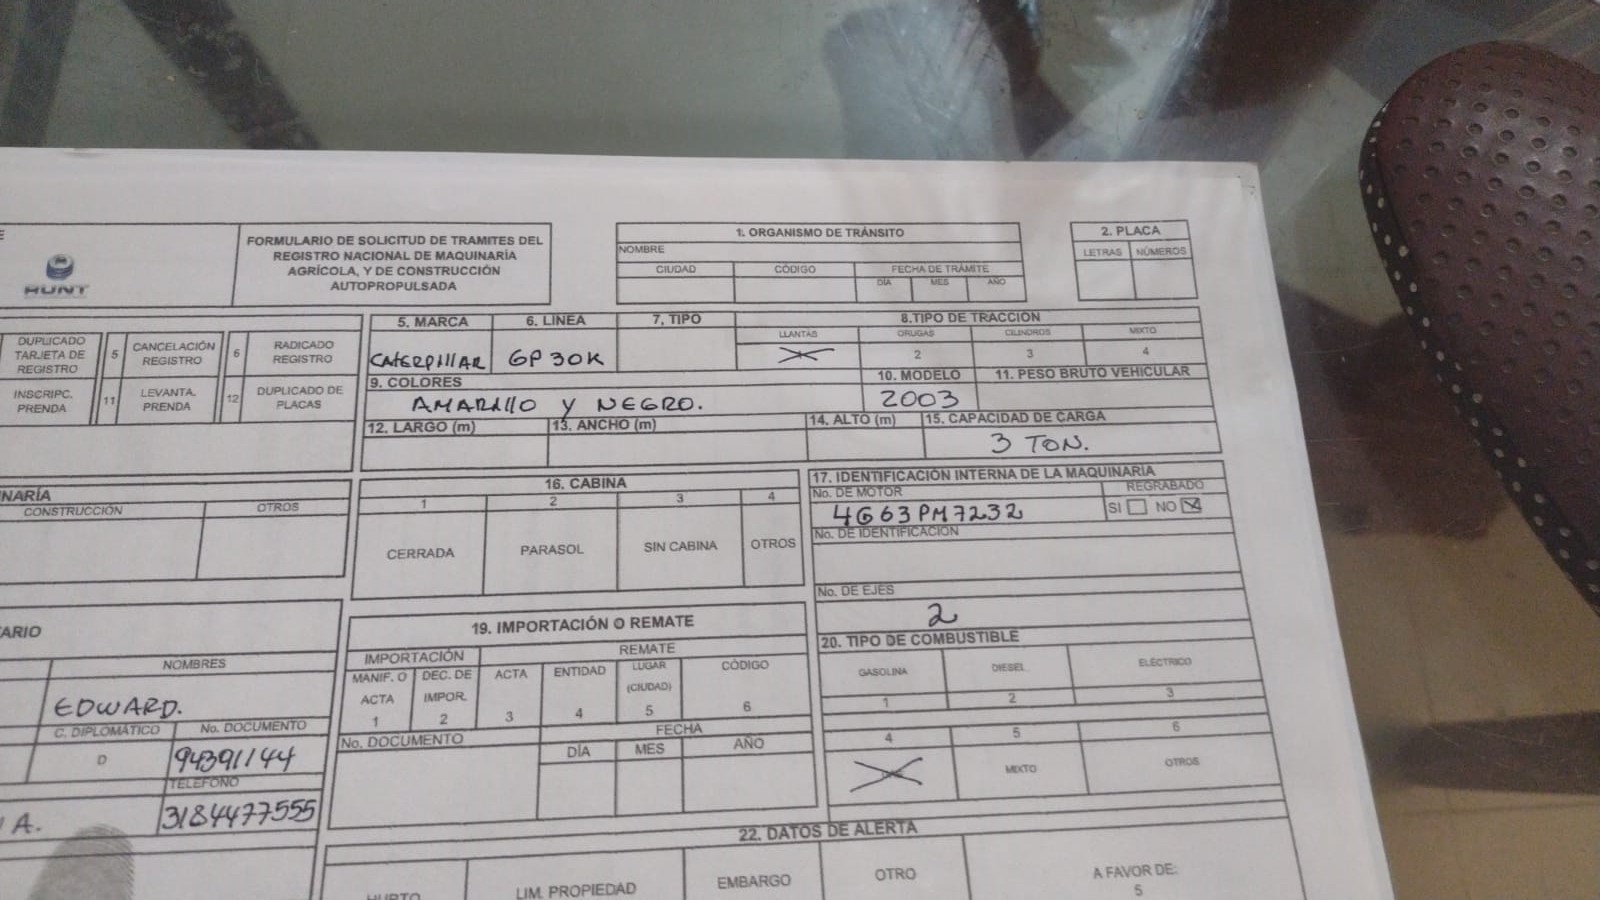 RUNT
FORMULARIO DE SOLICITUD DE TRAMITES DEL
REGISTRO NACIONAL DE MAQUINARÍA
AGRÍCOLA, Y DE CONSTRUCCIÓN
AUTOPROPULSADA
1. ORGANISMO DE TRÁNSITO
NOMBRE
CIUDAD CÓDIGO FECHA DE TRÁMITE
DÍA MES AÑO
2. PLACA
LETRAS NÚMEROS
DUPLICADO
TARJETA DE
REGISTRO
5 CANCELACIÓN
REGISTRO
6 RADICADO
REGISTRO
INSCRIPC.
PRENDA
11 LEVANTA.
PRENDA
12 DUPLICADO DE
PLACAS
5. MARCA 6. LÍNEA 7, TIPO 8.TIPO DE TRACCIÓN
LLANTAS ORUGAS CILINDROS MIXTO
CATERPILLAR GP30K 2 3 4
9. COLORES 10. MODELO 11. PESO BRUTO VEHICULAR
AMARILLO Y NEGRO. 2003
12. LARGO (m) 13. ANCHO (m) 14. ALTO (m) 15. CAPACIDAD DE CARGA
3 TON.
CONSTRUCCIÓN OTROS
16. CABINA
1 2 3 4
CERRADA PARASOL SIN CABINA OTROS
17. IDENTIFICACIÓN INTERNA DE LA MAQUINARÍA
No. DE MOTOR REGRABADO
4G63PM7232 SI NO
No. DE IDENTIFICACIÓN
No. DE EJES
2
NOMBRES
EDWARD.
C. DIPLOMÁTICO No. DOCUMENTO
D 94391144
TELÉFONO
A. 3184477555
19. IMPORTACIÓN O REMATE
IMPORTACIÓN REMATE
MANIF. O
ACTA
1
DEC. DE
IMPOR.
2
ACTA
3
ENTIDAD
4
LUGAR
(CIUDAD)
5
CÓDIGO
6
No. DOCUMENTO FECHA
DÍA MES AÑO
20. TIPO DE COMBUSTIBLE
GASOLINA DIESEL ELÉCTRICO
1 2 3
4 5 6
MIXTO OTROS
22. DATOS DE ALERTA
HURTO LIM. PROPIEDAD EMBARGO OTRO A FAVOR DE:
5